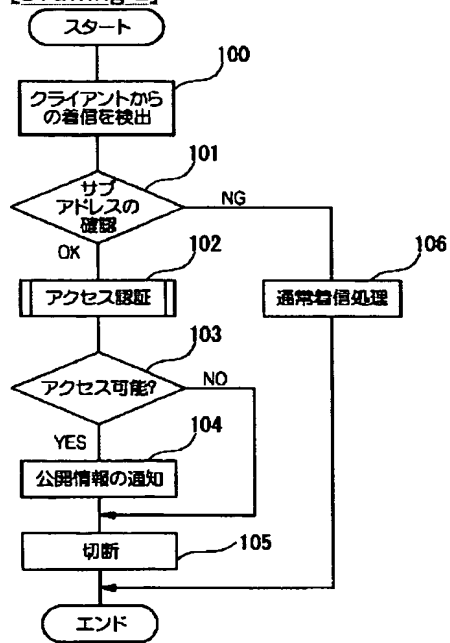 スタート
100
クライアントから
の着信を検出
101
サブ
アドレスの
確認
NG
OK
102
106
アクセス認証
通常着信処理
103
アクセス可能?
NO
YES
104
公開情報の通知
切断
105
エンド